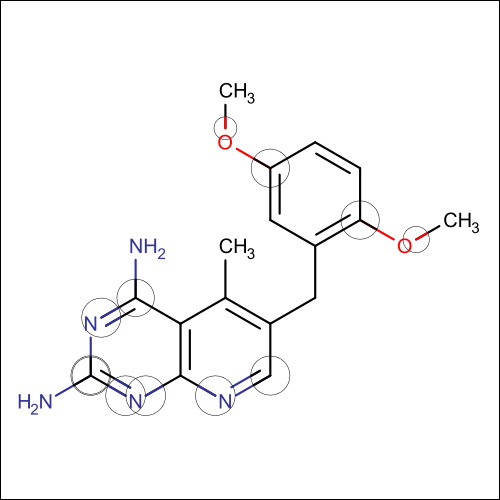 CH₃
O
O CH₃
NH₂ CH₃
N
H₂N N N